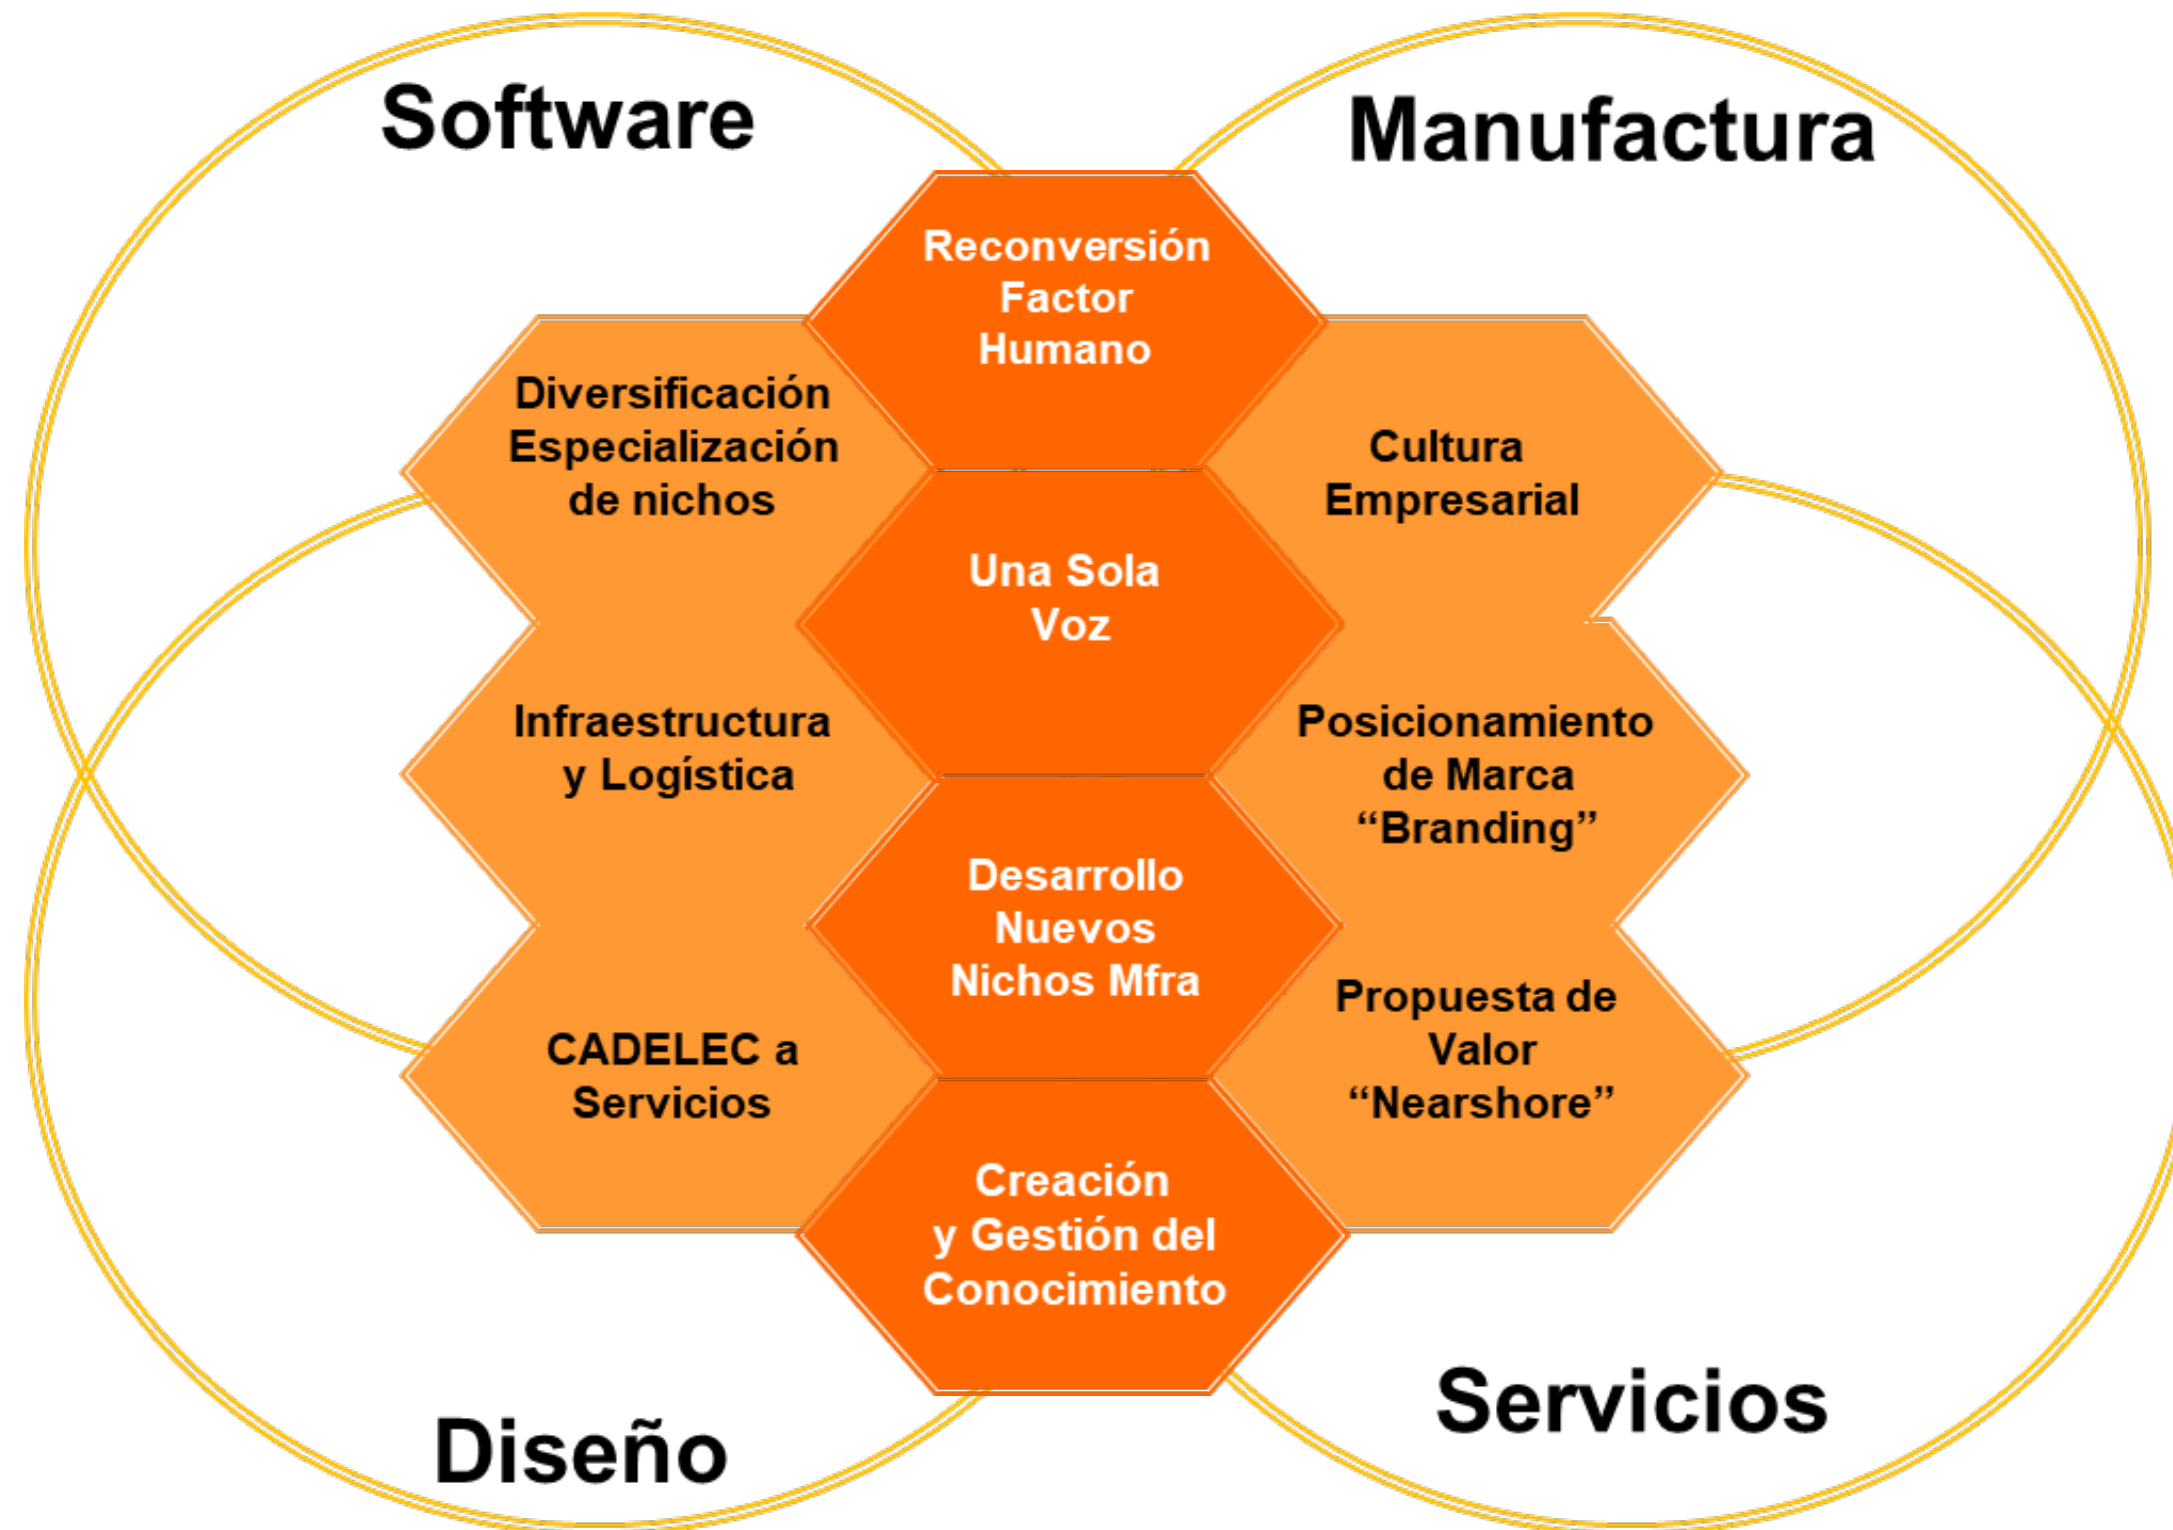 Software
Manufactura
Reconversión
Factor
Humano
Diversificación
Especialización
de nichos
Cultura
Empresarial
Una Sola
Voz
Infraestructura
y Logística
Posicionamiento
de Marca
“Branding”
Desarrollo
Nuevos
Nichos Mfra
CADELEC a
Servicios
Propuesta de
Valor
“Nearshore”
Creación
y Gestión del
Conocimiento
Diseño
Servicios